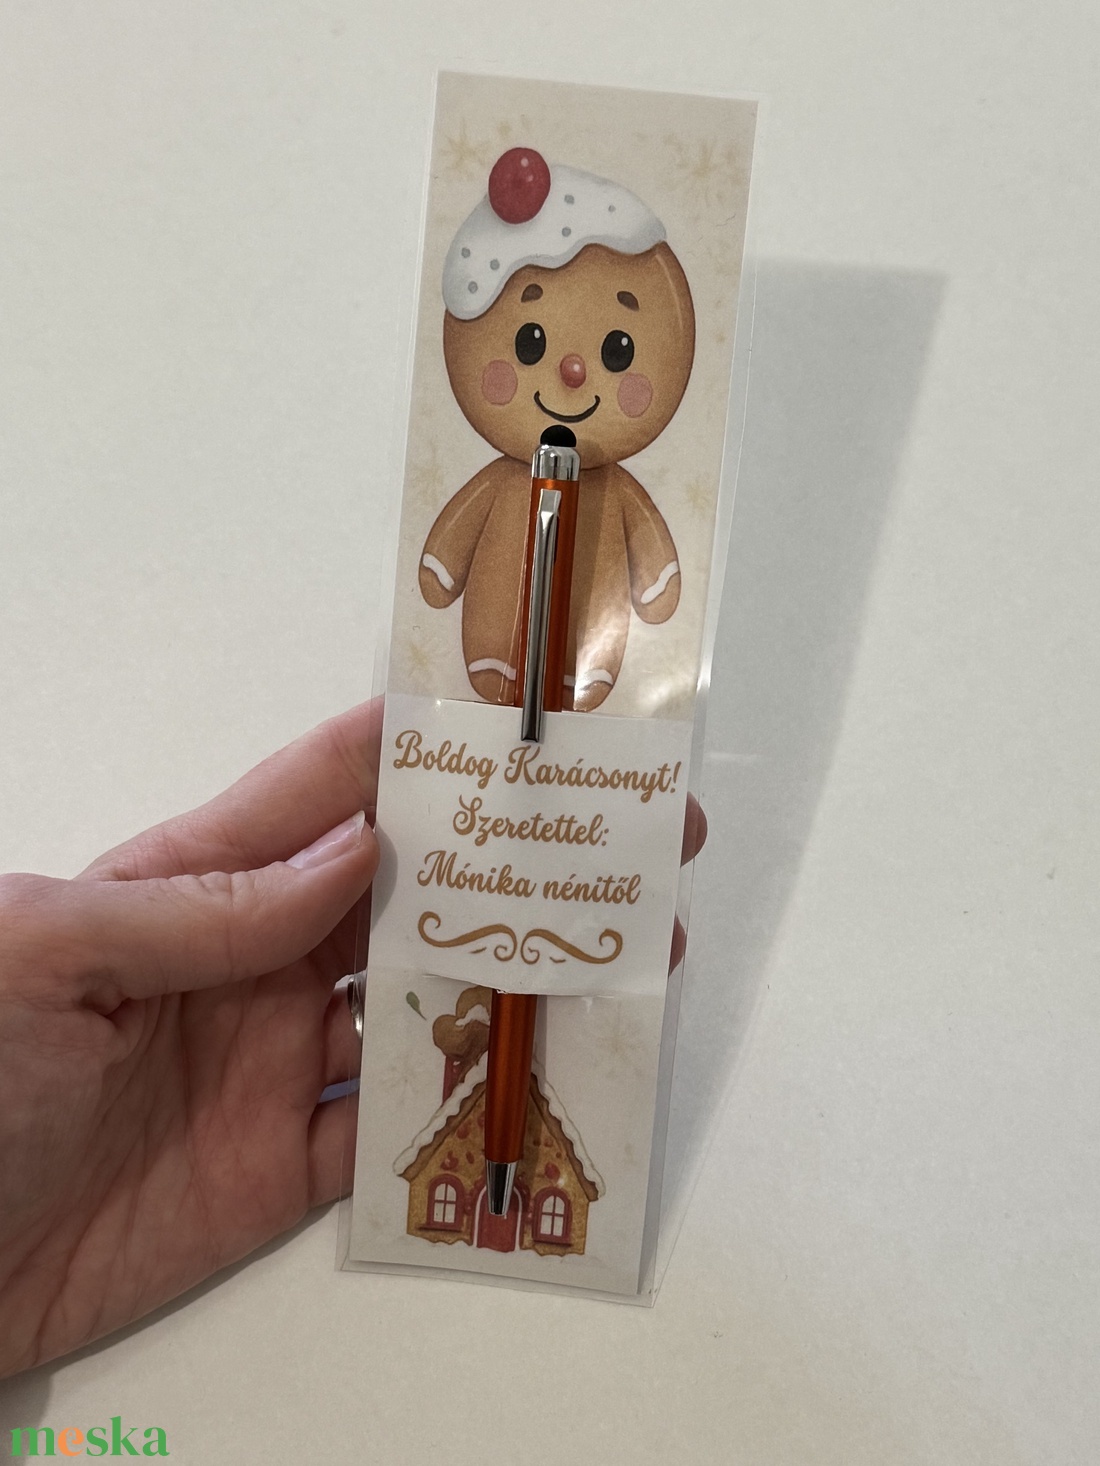 Boldog Karácsonyt!
Szeretettel:
Mónika nénitől
meska